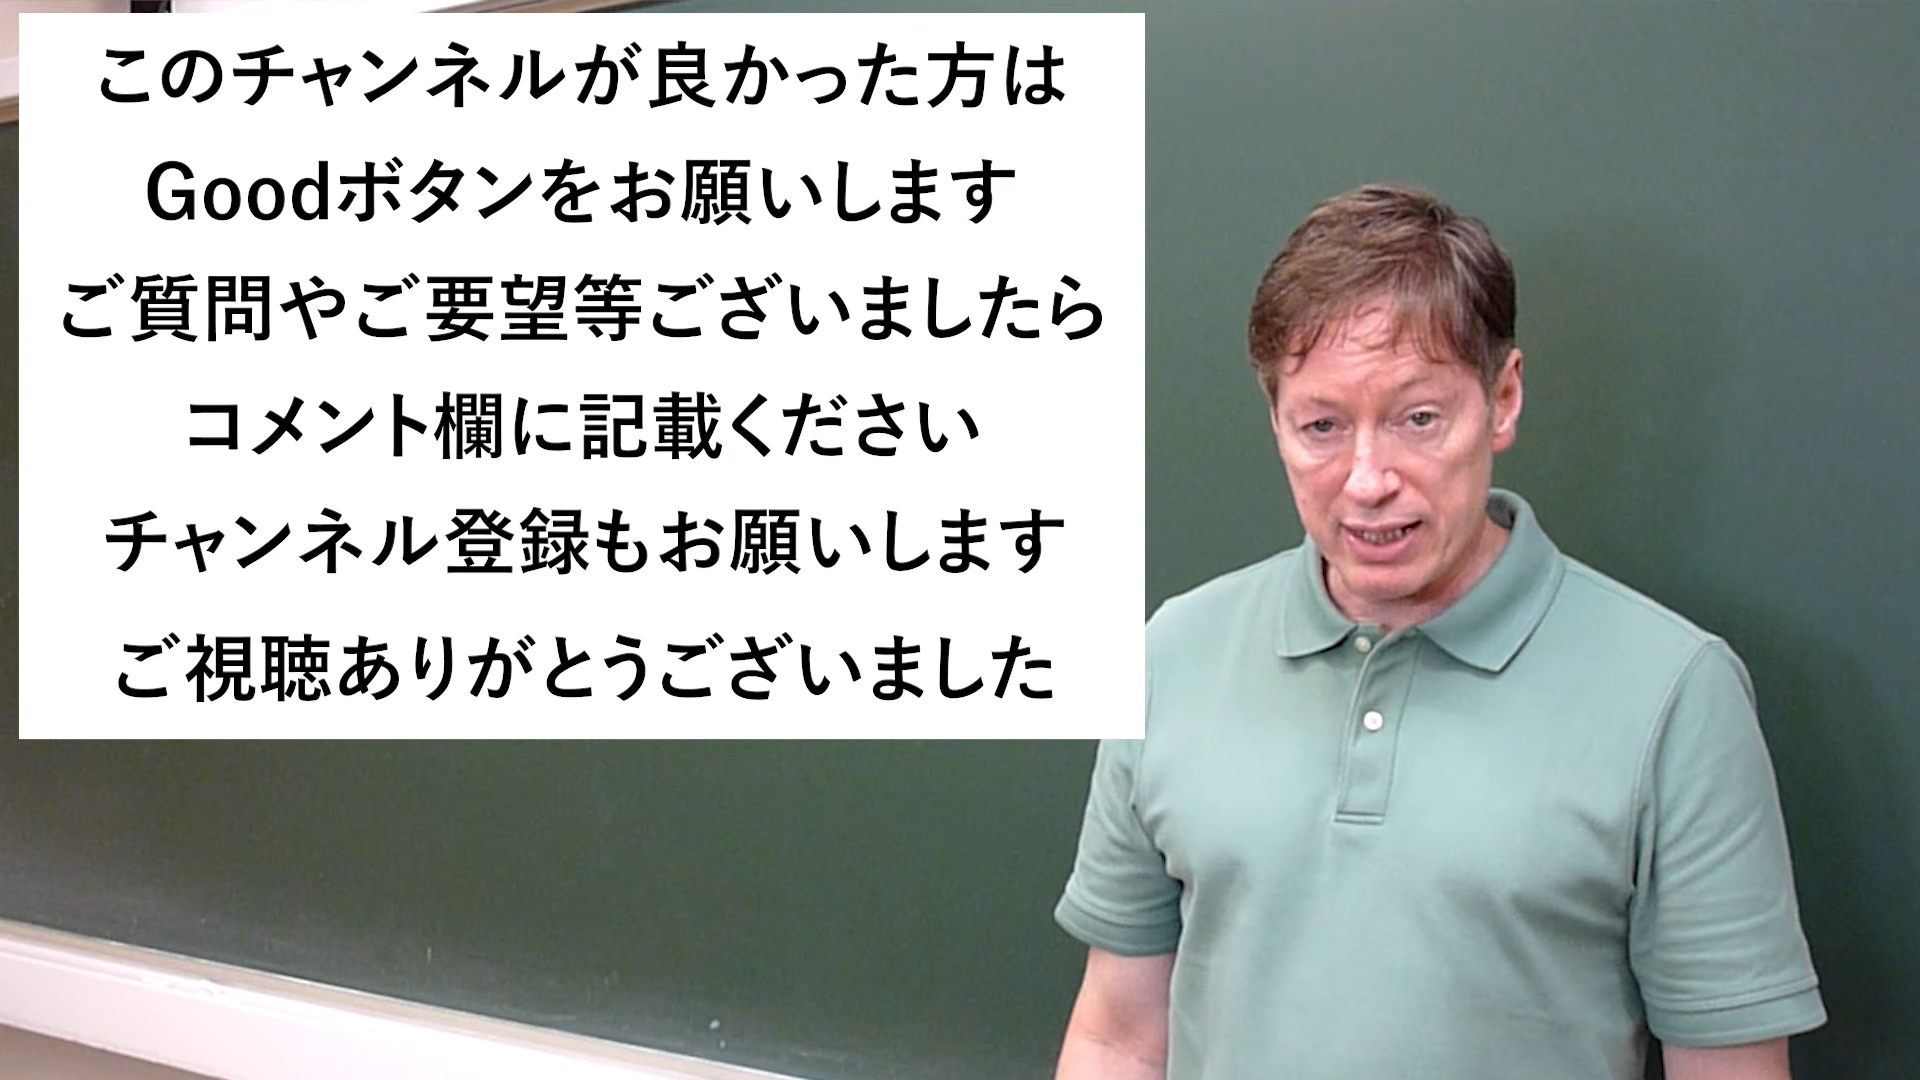 このチャンネルが良かった方は
Goodボタンをお願いします
ご質問やご要望等ございましたら
コメント欄に記載ください
チャンネル登録もお願いします
ご視聴ありがとうございました